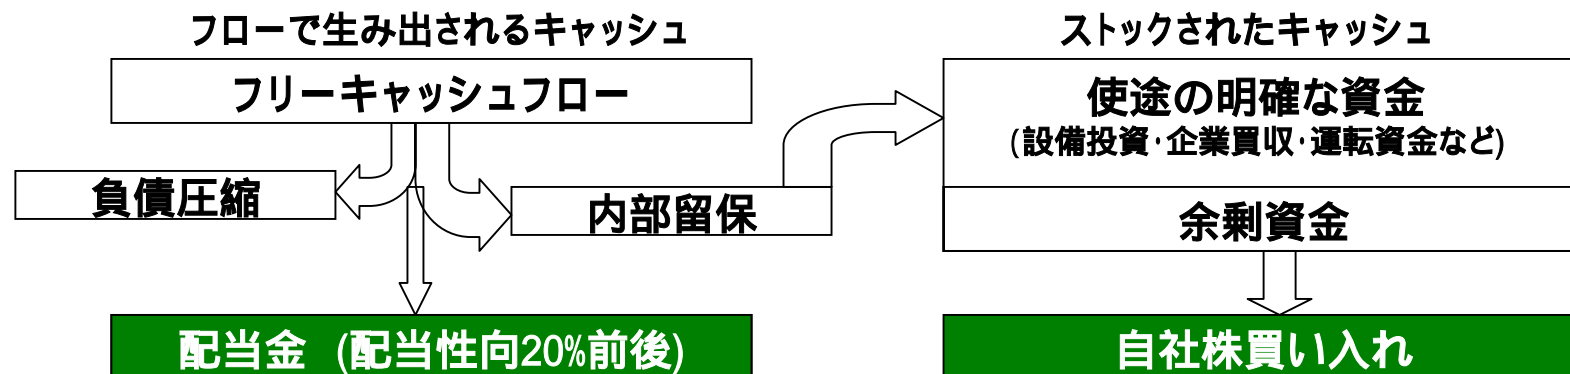 フローで生み出されるキャッシュ
フリーキャッシュフロー
負債圧縮
内部留保
配当金 (配当性向20%前後)
ストックされたキャッシュ
使途の明確な資金
(設備投資・企業買収・運転資金など)
余剰資金
自社株買い入れ